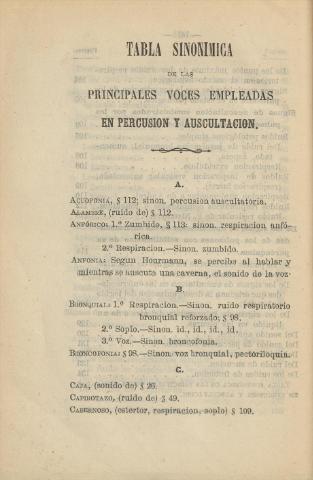 TABLA SINONIMICA
DE LAS
PRINCIPALES VOCES EMPLEADAS
EN PERCUSION Y AUSCULTACION.
A.
ACUOFONIA, § 112; sinon. percusion auscultatoria.
ALAMBRE, (ruido de) § 112.
ANFÓRICO: 1.º Zumbido, § 113: sinon. respiracion anfó-
rica.
2.º Respiracion.—Sinon. zumbido.
ANFONIA: Segun Hourmann, se percibe al hablar y
mientras se ausculta una caverna, el sonido de la voz.
B.
BRONQUIAL: 1.º Respiracion.—Sinon. ruido respiratorio
bronquial reforzado; § 98.
2.º Soplo.—Sinon. id., id., id., id.
3.º Voz.—Sinon. broncofonia.
BRONCOFONIA: § 98.—Sinon. voz bronquial, pectoriloquia.
C.
CAJA, (sonido de) § 26.
CAPIROTAZO, (ruido de) § 49.
CABERNOSO, (estertor, respiracion, soplo) § 109.